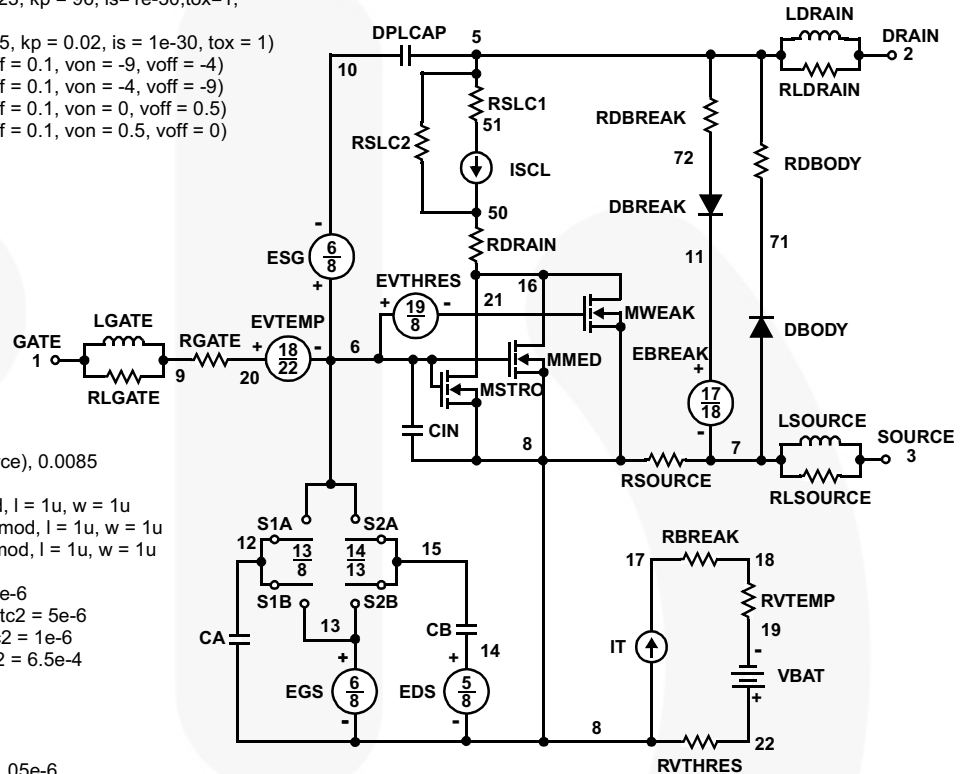 25, kp = 96, is=1e-30,tox=1,
5, kp = 0.02, is = 1e-30, tox = 1)
f = 0.1, von = -9, voff = -4)
f = 0.1, von = -4, voff = -9)
f = 0.1, von = 0, voff = 0.5)
f = 0.1, von = 0.5, voff = 0)
LDRAIN
DPLCAP
5
DRAIN
2
10
RLDRAIN
RSLC1
51
RDBREAK
RSLC2
72
RDBODY
ISCL
DBREAK
50
-
RDRAIN
71
ESG
6
8
11
+
EVTHRES
16
+
19
8
-
21
MWEAK
LGATE
EVTEMP
DBODY
GATE
1
RGATE
+
18
22
-
6
EBREAK
+
MMED
9
20
MSTRO
17
18
RLGATE
LSOURCE
CIN
-
SOURCE
3
8
7
rce), 0.0085
RSOURCE
RLSOURCE
d, l = 1u, w = 1u
mod, l = 1u, w = 1u
mod, l = 1u, w = 1u
S1A
S2A
12
13
8
14
13
15
RBREAK
17
18
e-6
tc2 = 5e-6
c2 = 1e-6
2 = 6.5e-4
S1B
S2B
RVTEMP
13
CB
19
CA
14
IT
-
+
+
VBAT
EGS
6
8
EDS
5
8
+
-
-
8
22
RVTHRES
.05e-6